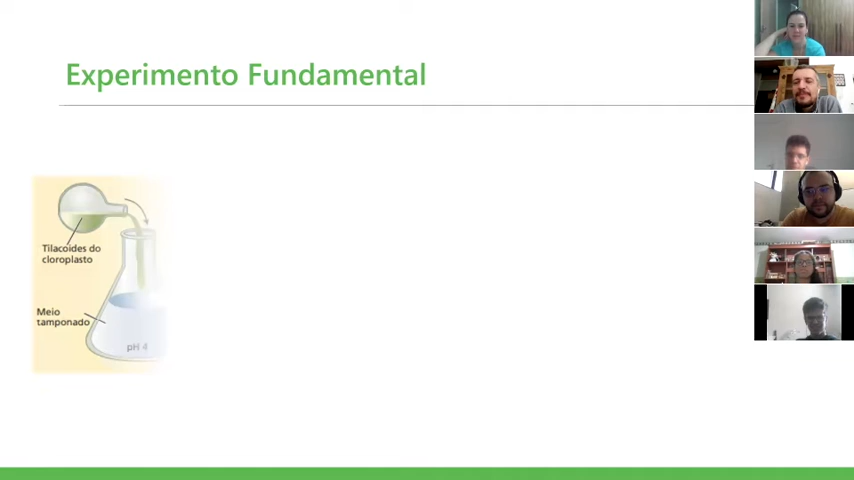 Experimento Fundamental
Tilacoides do
cloroplasto
Meio
tamponado
pH 4